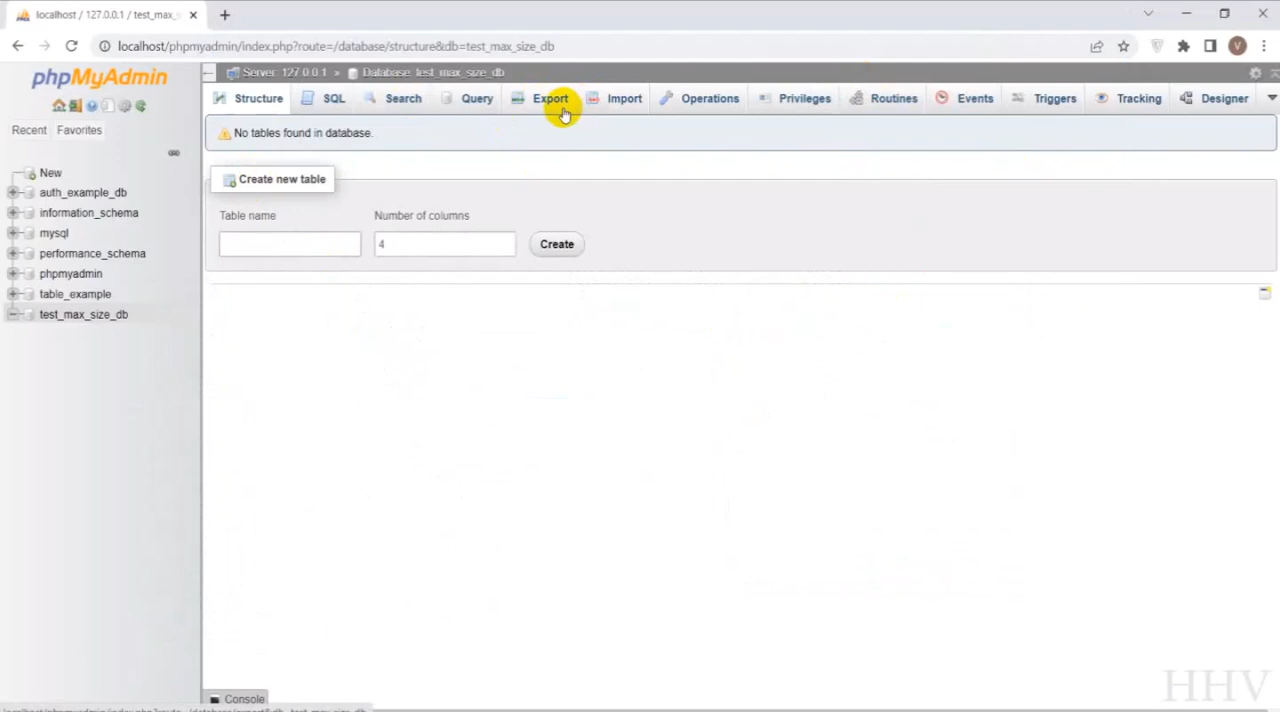 localhost / 127.0.0.1 / test_max_s
localhost/phpmyadmin/index.php?route=/database/structure&db=test_max_size_db
V
phpMyAdmin
Recent Favorites
New
auth_example_db
information_schema
mysql
performance_schema
phpmyadmin
table_example
test_max_size_db
Server: 127.0.0.1 » Database: test_max_size_db
Structure SQL Search Query Export Import Operations Privileges Routines Events Triggers Tracking Designer
No tables found in database.
Create new table
Table name Number of columns
4 Create
Console
HHV